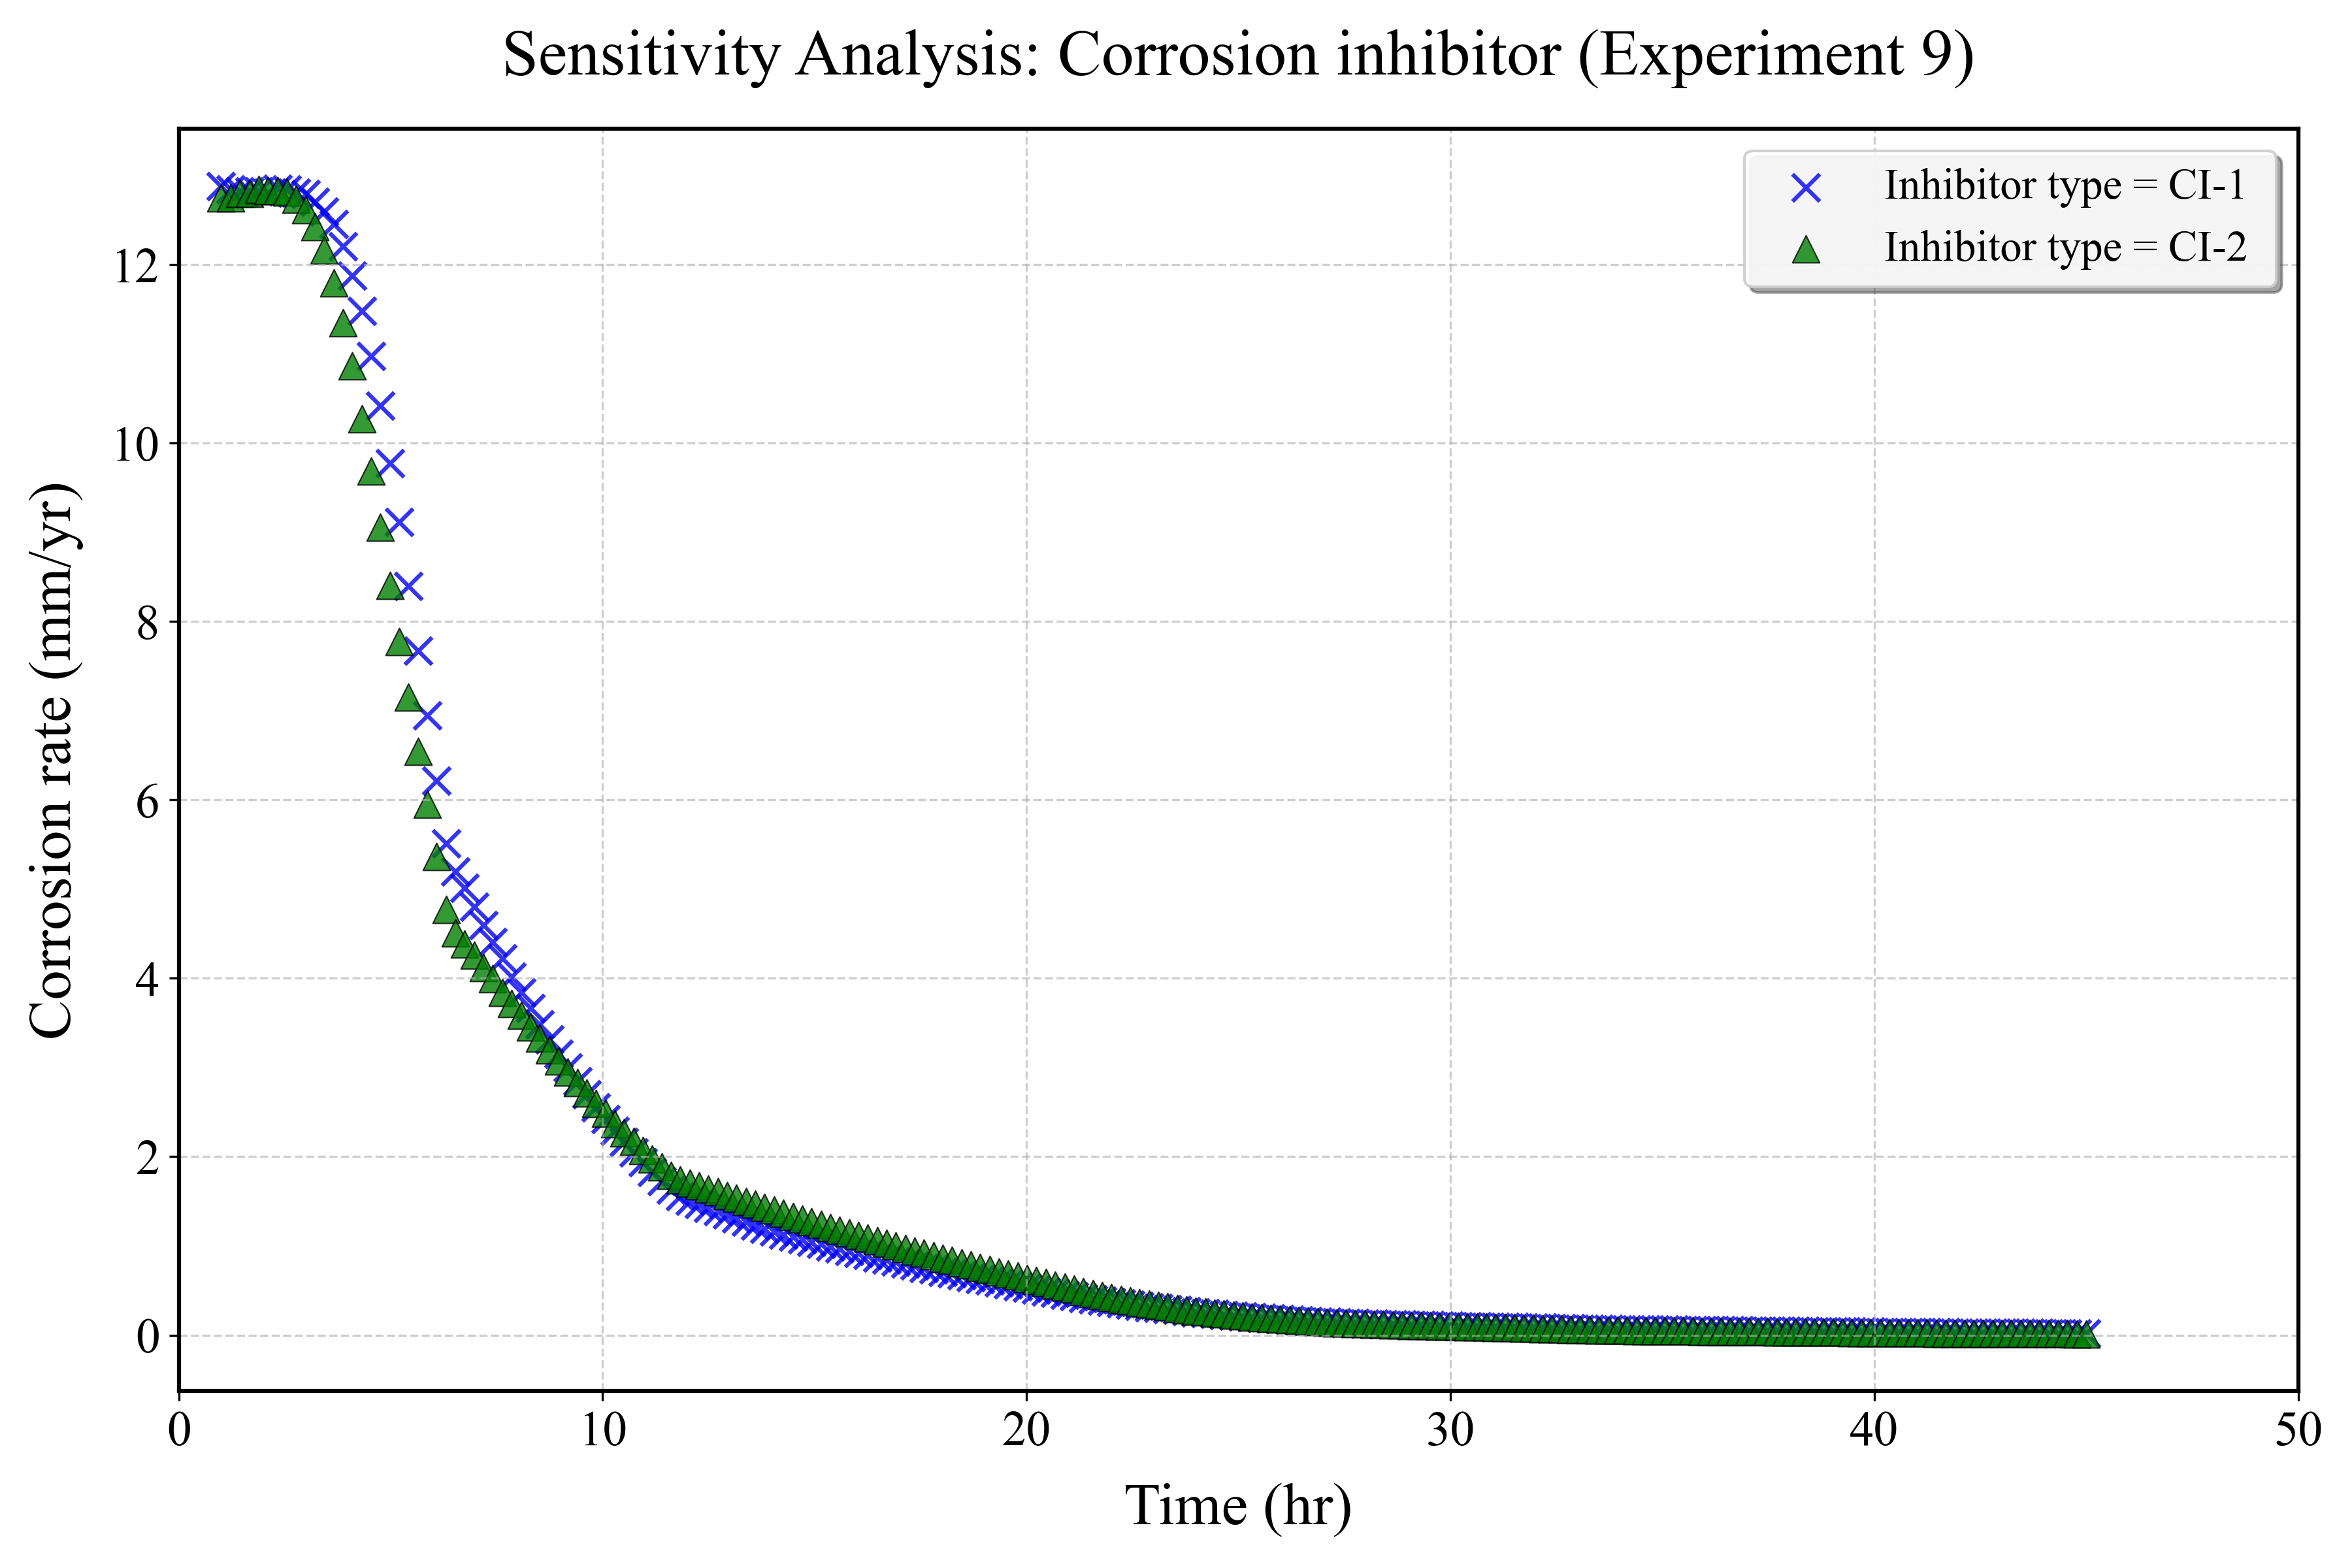 Sensitivity Analysis: Corrosion inhibitor (Experiment 9)
Inhibitor type = CI-1
Inhibitor type = CI-2
Corrosion rate (mm/yr)
12
10
8
6
4
2
0
0 10 20 30 40 50
Time (hr)